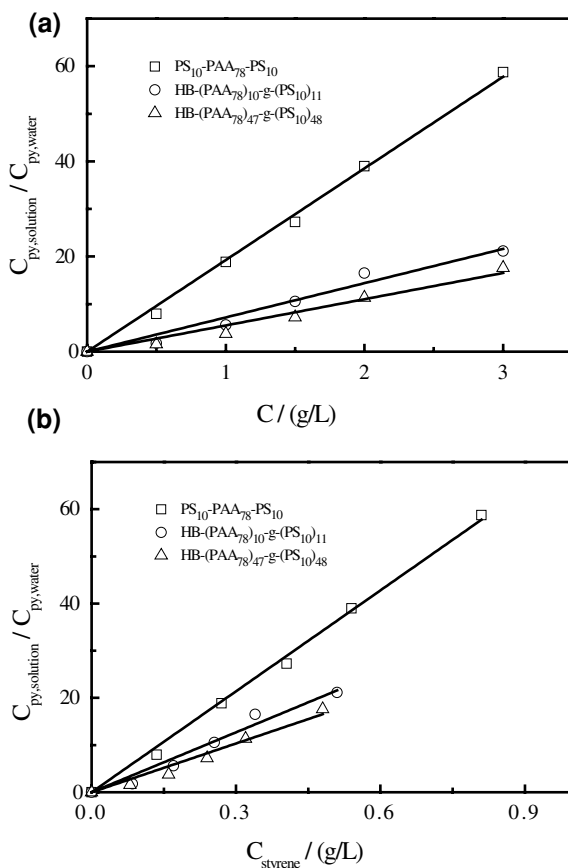 (a)
PS10-PAA78-PS10
HB-(PAA78)10-g-(PS10)11
HB-(PAA78)47-g-(PS10)48
60
40
20
0
Cpy,solution / Cpy,water
0 1 2 3
C / (g/L)
(b)
PS10-PAA78-PS10
HB-(PAA78)10-g-(PS10)11
HB-(PAA78)47-g-(PS10)48
60
40
20
0
Cpy,solution / Cpy,water
0.0 0.3 0.6 0.9
Cstyrene / (g/L)